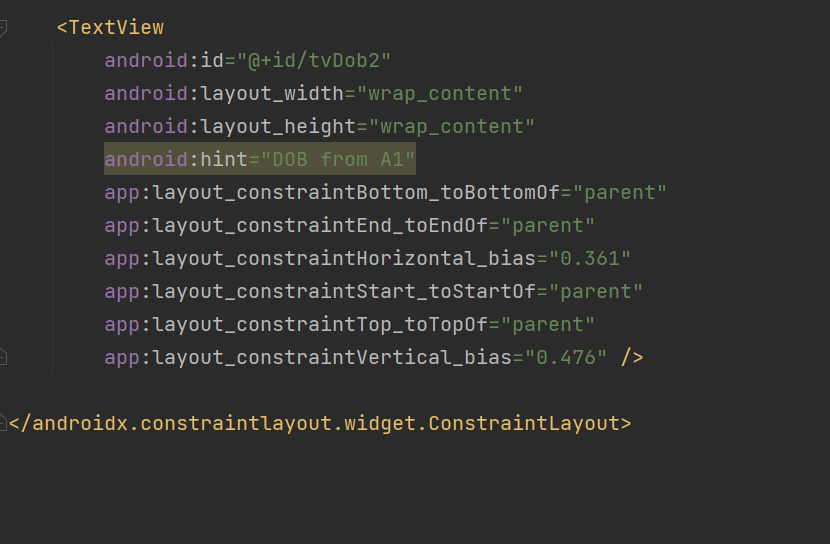 <TextView
android:id="@+id/tvDob2"
android:layout_width="wrap_content"
android:layout_height="wrap_content"
android:hint="DOB from A1"
app:layout_constraintBottom_toBottomOf="parent"
app:layout_constraintEnd_toEndOf="parent"
app:layout_constraintHorizontal_bias="0.361"
app:layout_constraintStart_toStartOf="parent"
app:layout_constraintTop_toTopOf="parent"
app:layout_constraintVertical_bias="0.476" />
</androidx.constraintlayout.widget.ConstraintLayout>